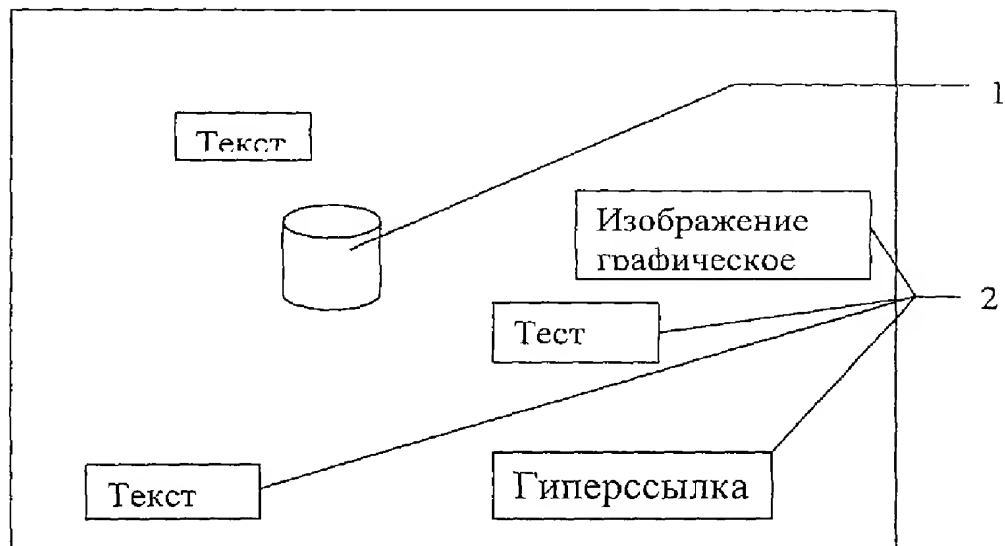 1
Текст
Изображение
графическое
2
Тест
Текст
Гиперссылка